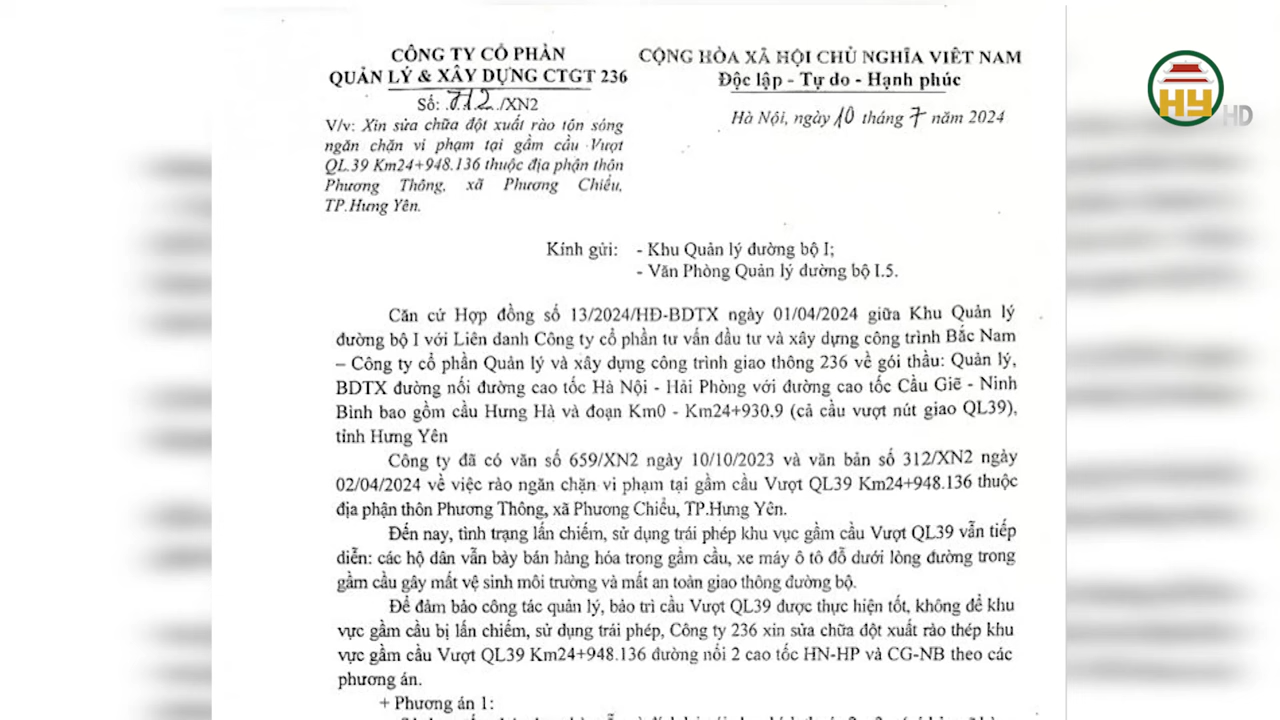 CÔNG TY CỔ PHẦN
QUẢN LÝ & XÂY DỰNG CTGT 236
Số: 712/XN2
V/v: Xin sửa chữa đột xuất rào tôn sóng
ngăn chặn vi phạm tại gầm cầu Vượt
QL.39 Km24+948.136 thuộc địa phận thôn
Phương Thông, xã Phương Chiểu,
TP.Hưng Yên.
CỘNG HÒA XÃ HỘI CHỦ NGHĨA VIỆT NAM
Độc lập - Tự do - Hạnh phúc
Hà Nội, ngày 10 tháng 7 năm 2024
HY HD
Kính gửi: - Khu Quản lý đường bộ I;
- Văn Phòng Quản lý đường bộ I.5.
Căn cứ Hợp đồng số 13/2024/HĐ-BDTX ngày 01/04/2024 giữa Khu Quản lý
đường bộ I với Liên danh Công ty cổ phần tư vấn đầu tư và xây dựng công trình Bắc Nam
– Công ty cổ phần Quản lý và xây dựng công trình giao thông 236 về gói thầu: Quản lý,
BDTX đường nối đường cao tốc Hà Nội - Hải Phòng với đường cao tốc Cầu Giẽ - Ninh
Bình bao gồm cầu Hưng Hà và đoạn Km0 - Km24+930.9 (cả cầu vượt nút giao QL39),
tỉnh Hưng Yên
Công ty đã có văn số 659/XN2 ngày 10/10/2023 và văn bản số 312/XN2 ngày
02/04/2024 về việc rào ngăn chặn vi phạm tại gầm cầu Vượt QL39 Km24+948.136 thuộc
địa phận thôn Phương Thông, xã Phương Chiểu, TP.Hưng Yên.
Đến nay, tình trạng lấn chiếm, sử dụng trái phép khu vực gầm cầu Vượt QL39 vẫn tiếp
diễn: các hộ dân vẫn bày bán hàng hóa trong gầm cầu, xe máy ô tô đỗ dưới lòng đường trong
gầm cầu gây mất vệ sinh môi trường và mất an toàn giao thông đường bộ.
Để đảm bảo công tác quản lý, bảo trì cầu Vượt QL39 được thực hiện tốt, không để khu
vực gầm cầu bị lấn chiếm, sử dụng trái phép, Công ty 236 xin sửa chữa đột xuất rào thép khu
vực gầm cầu Vượt QL39 Km24+948.136 đường nối 2 cao tốc HN-HP và CG-NB theo các
phương án.
+ Phương án 1: